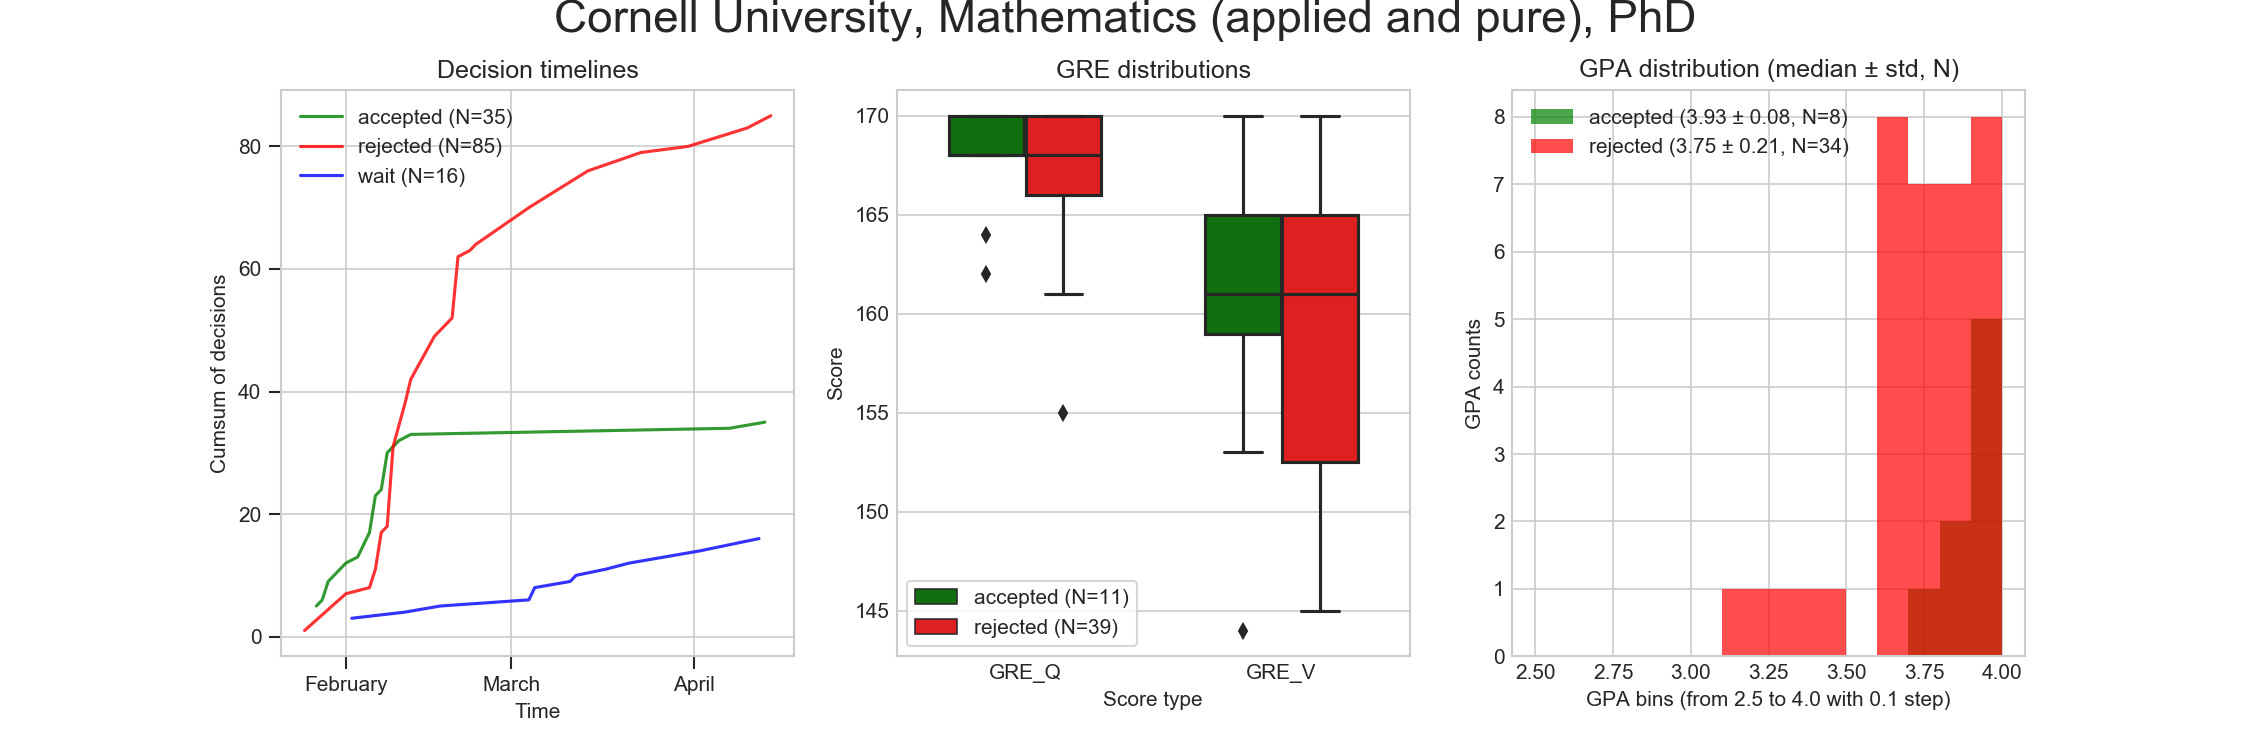 Cornell University, Mathematics (applied and pure), PhD
Decision timelines
accepted (N=35)
rejected (N=85)
wait (N=16)
80
60
40
20
0
Cumsum of decisions
February March April
Time
GRE distributions
170
165
160
155
150
145
Score
accepted (N=11)
rejected (N=39)
GRE_Q GRE_V
Score type
GPA distribution (median ± std, N)
accepted (3.93 ± 0.08, N=8)
rejected (3.75 ± 0.21, N=34)
8
7
6
5
4
3
2
1
0
GPA counts
2.50 2.75 3.00 3.25 3.50 3.75 4.00
GPA bins (from 2.5 to 4.0 with 0.1 step)